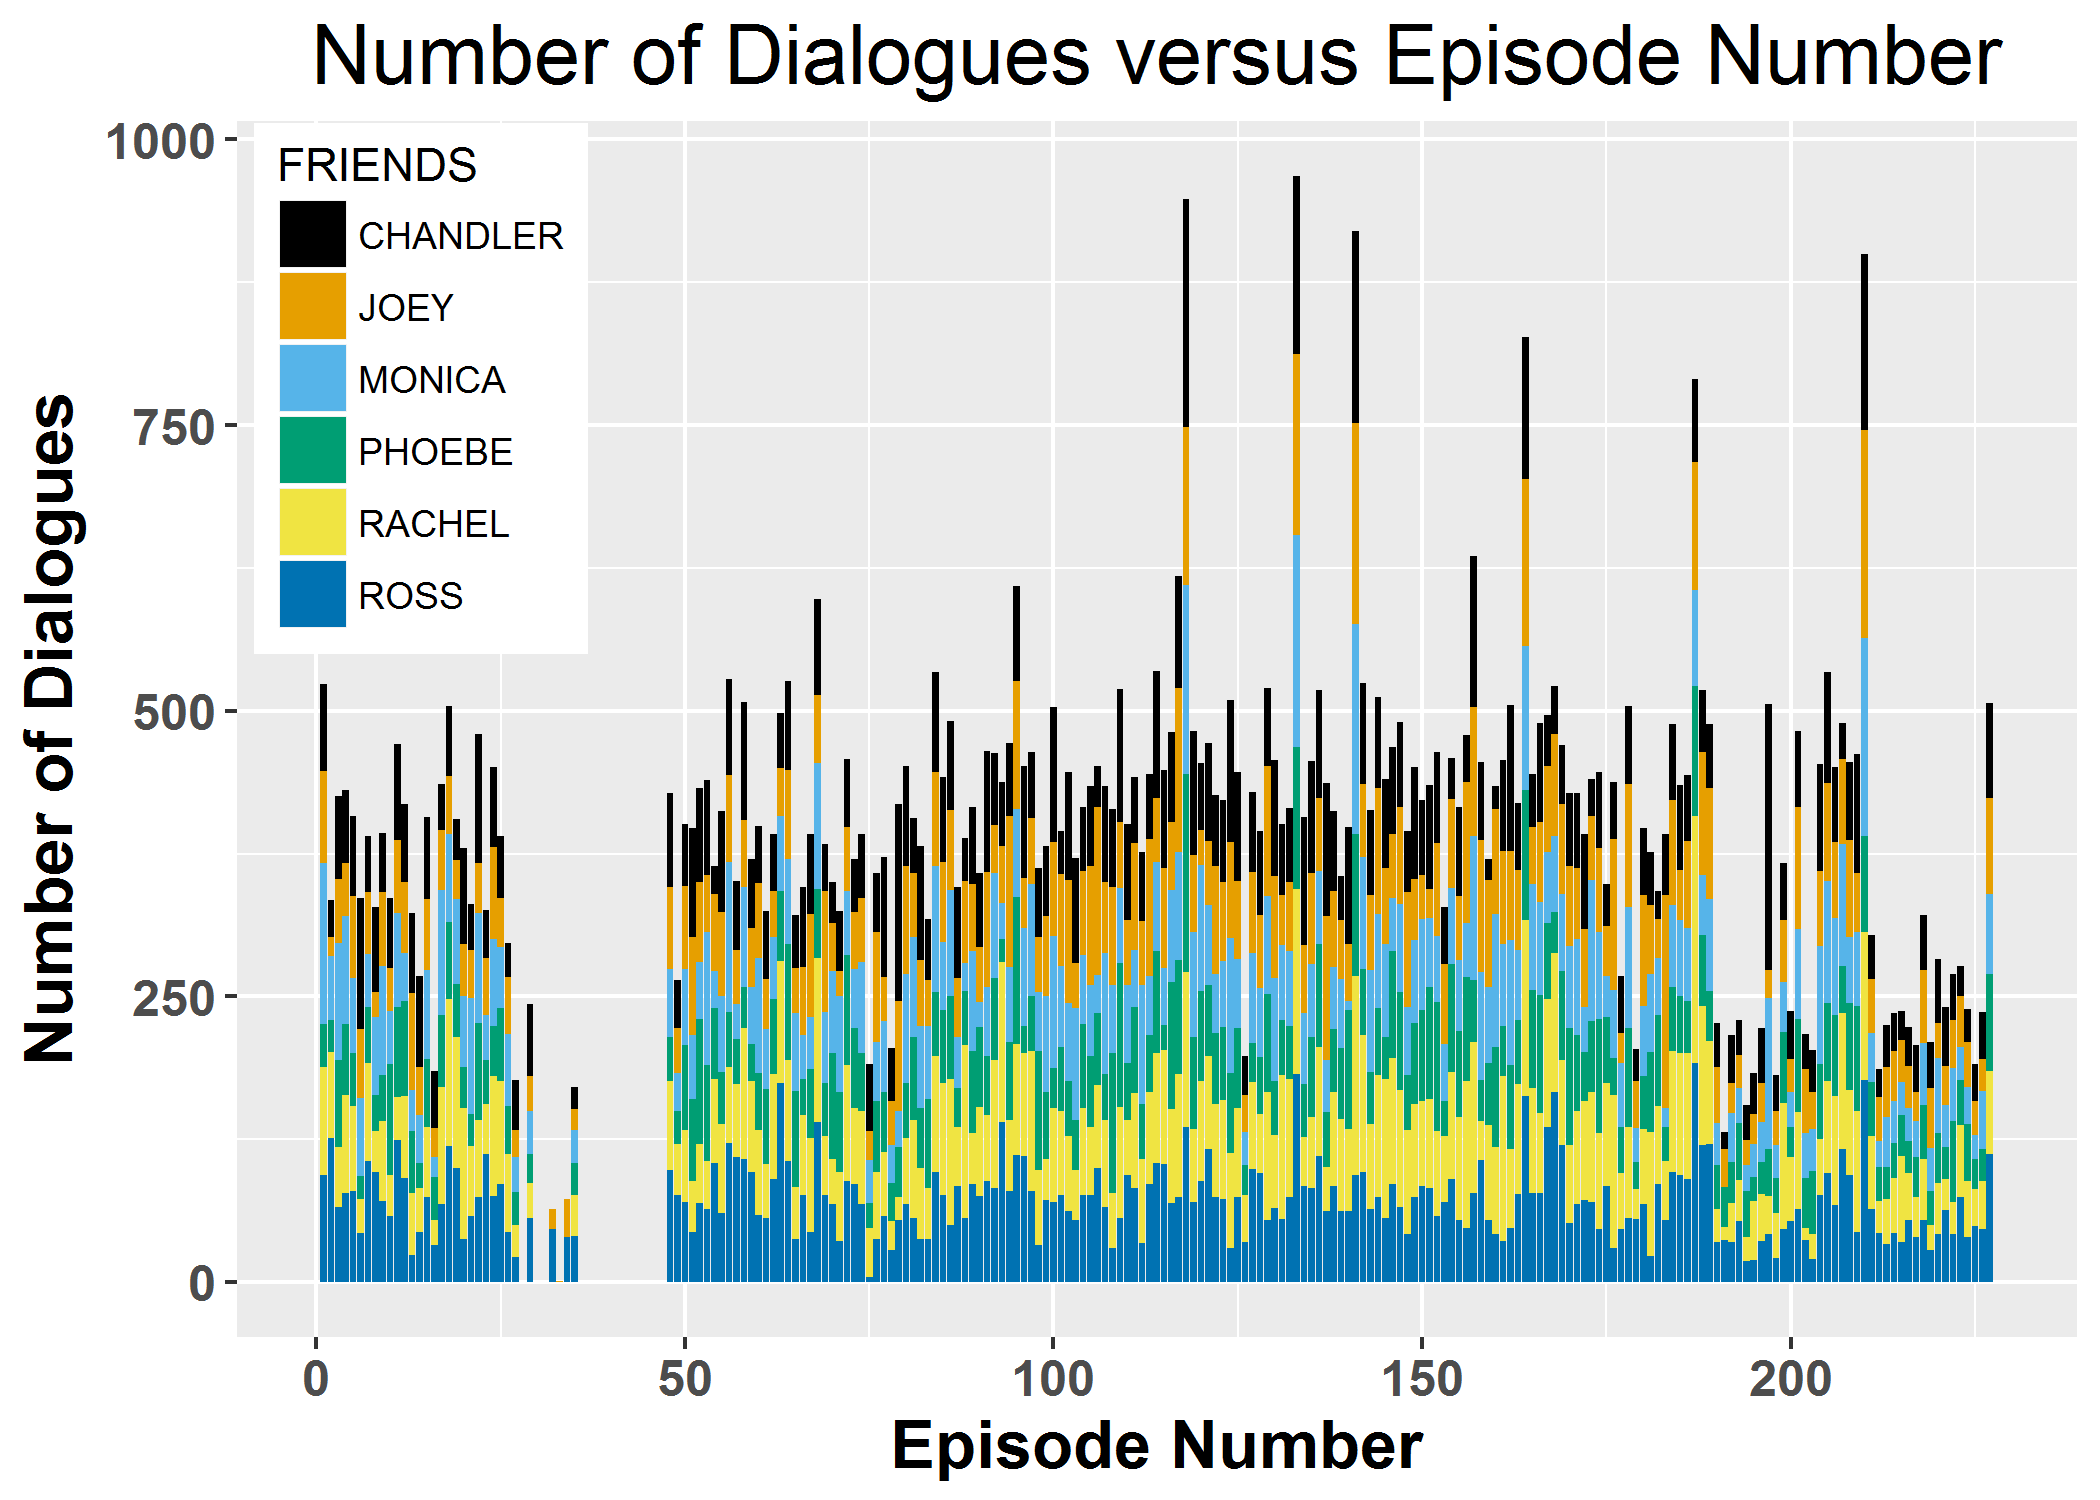 Number of Dialogues versus Episode Number
FRIENDS
CHANDLER
JOEY
MONICA
PHOEBE
RACHEL
ROSS
Number of Dialogues
1000
750
500
250
0
0 50 100 150 200
Episode Number